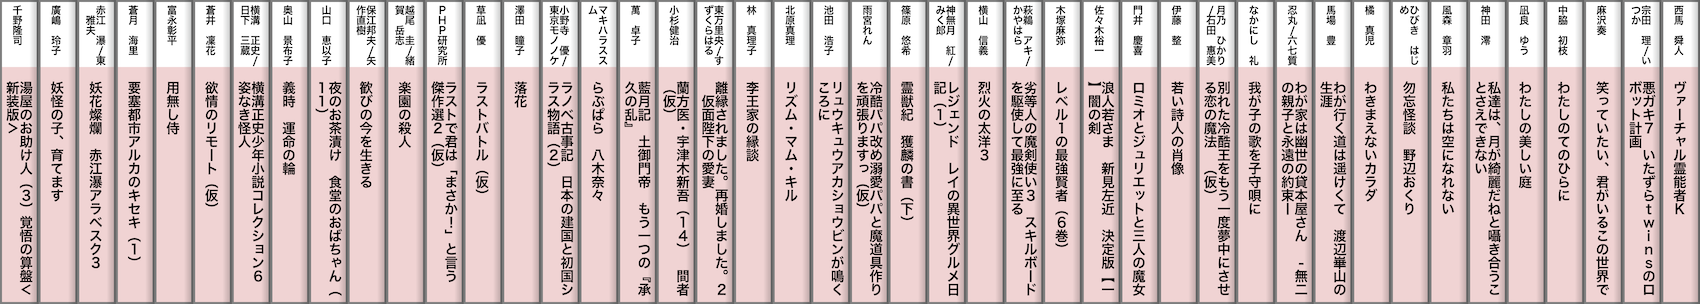 西馬 舜人
ヴァーチャル霊能者K
宗田 理/いつか
悪ガキ7 いたずらtwinsのロボット計画
麻沢奏
笑っていたい、君がいるこの世界で
中脇 初枝
わたしのてのひらに
凪良 ゆう
わたしの美しい庭
神田 澪
私達は、月が綺麗だねと囁き合うことさえできない
風森 章羽
私たちは空になれない
ひびき はじめ
勿忘怪談 野辺おくり
橘 真児
わきまえないカラダ
馬場 豊
わが行く道は遥けくて 渡辺崋山の生涯
忍丸/六七質
わが家は幽世の貸本屋さん -無二の親子と永遠の約束ー
なかにし 礼
我が子の歌を子守唄に
月乃 ひかり/石田 惠美
別れた冷酷王をもう一度夢中にさせる恋の魔法 (仮)
伊藤 整
若い詩人の肖像
門井 慶喜
ロミオとジュリエットと三人の魔女
佐々木裕一
浪人若さま 新見左近 決定版【一】闇の剣
木塚麻弥
レベル1の最強賢者(6巻)
萩鵜 アキ/かやはら
劣等人の魔剣使い3 スキルボードを駆使して最強に至る
横山 信義
烈火の太洋3
神無月 紅/みく郎
レジェンド レイの異世界グルメ日記(1)
篠原 悠希
霊獣紀 獲麟の書(下)
雨宮れん
冷酷パパ改め溺愛パパと魔道具作りを頑張りますっ(仮)
池田 浩子
リュウキュウアカショウビンが鳴くころに
北原真理
リズム・マム・キル
林 真理子
李王家の縁談
東方里央/すずくらはる
離縁されました。再婚しました。2 仮面陛下の愛妻
小杉健治
蘭方医・宇津木新吾(14) 間者(仮)
萬 卓子
藍月記 土御門帝 もう一つの『承久の乱』
マキハラススム
らぶぱら 八木奈々
小野寺 優/東京モノノケ
ラノベ古事記 日本の建国と初国シラス物語(2)
澤田 瞳子
落花
草凪 優
ラストバトル(仮)
PHP研究所
ラストで君は「まさか!」と言う 傑作選2(仮)
越尾 圭/緒賀 岳志
楽園の殺人
保江邦夫/矢作直樹
歓びの今を生きる
山口 恵以子
夜のお茶漬け 食堂のおばちゃん(11)
奥山 景布子
義時 運命の輪
横溝 正史/日下 三蔵
横溝正史少年小説コレクション6 姿なき怪人
蒼井 凜花
欲情のリモート(仮)
富永彰平
用無し侍
蒼月 海里
要塞都市アルカのキセキ(1)
赤江 瀑/東 雅夫
妖花燦爛 赤江瀑アラベスク3
廣嶋 玲子
妖怪の子、育てます
千野隆司
湯屋のお助け人(3)覚悟の算盤<新装版>